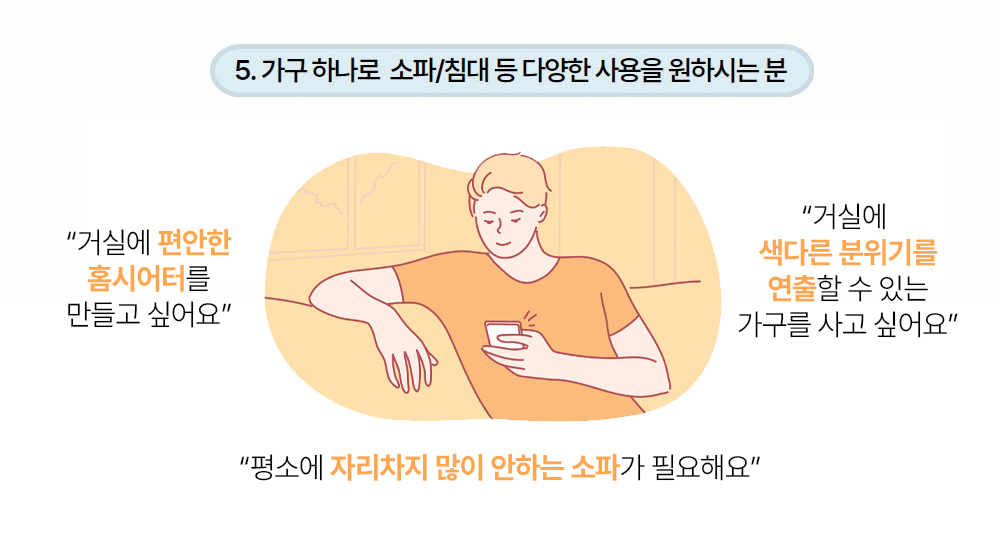 5. 가구 하나로 소파/침대 등 다양한 사용을 원하시는 분
“거실에 편안한
홈시어터를
만들고 싶어요”
“거실에
색다른 분위기를
연출할 수 있는
가구를 사고 싶어요”
“평소에 자리차지 많이 안하는 소파가 필요해요”